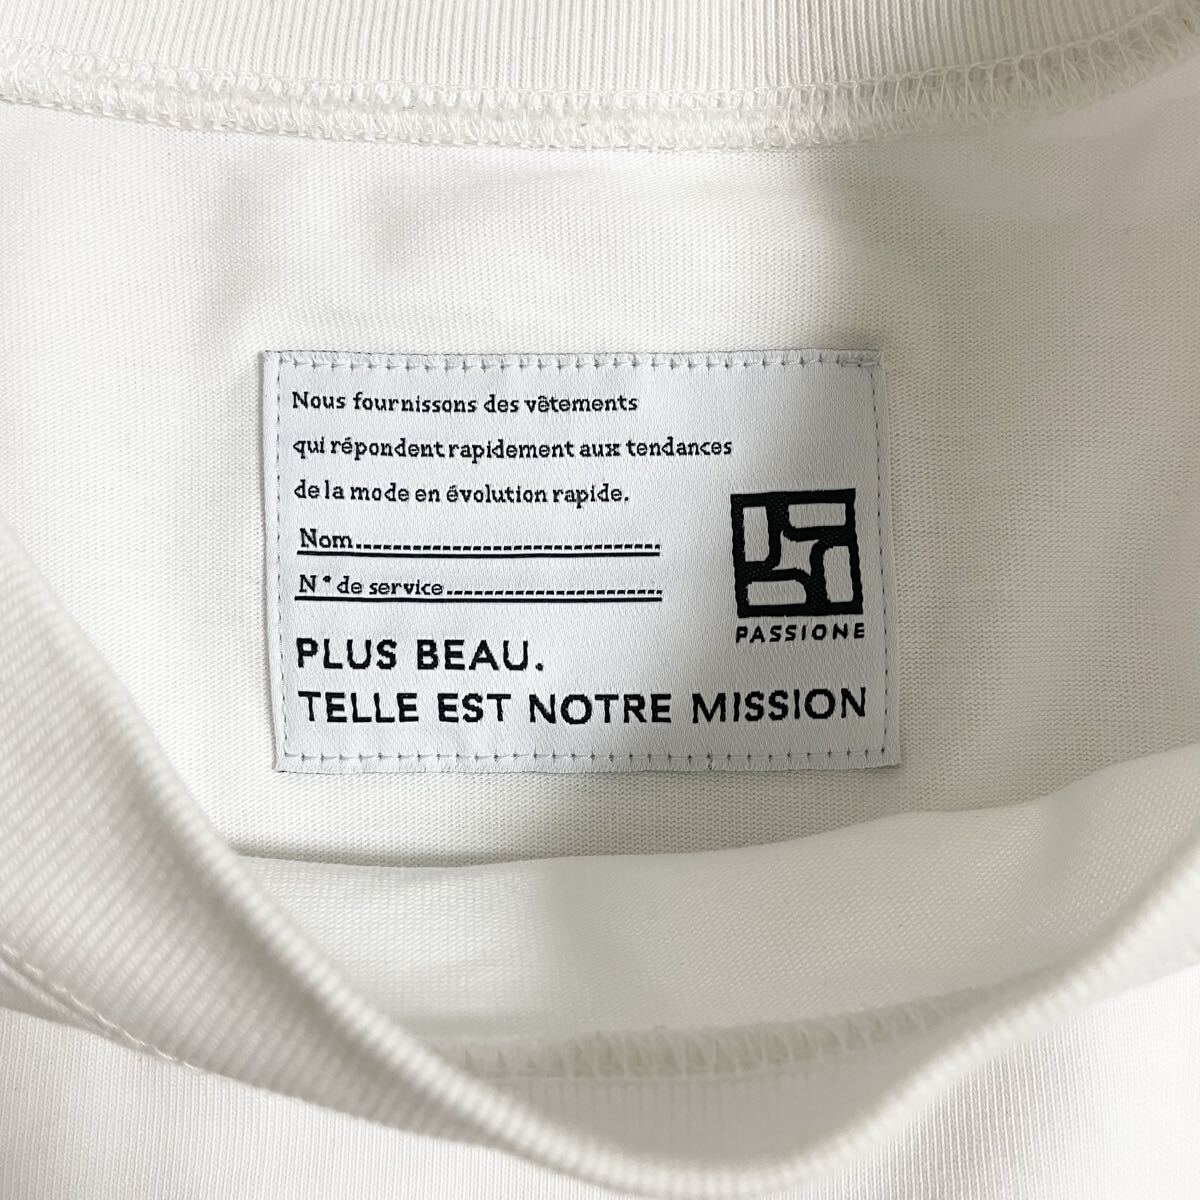 Nous fournissons des vêtements
qui répondent rapidement aux tendances
de la mode en évolution rapide.
Nom
N° de service
PASSIONE
PLUS BEAU.
TELLE EST NOTRE MISSION